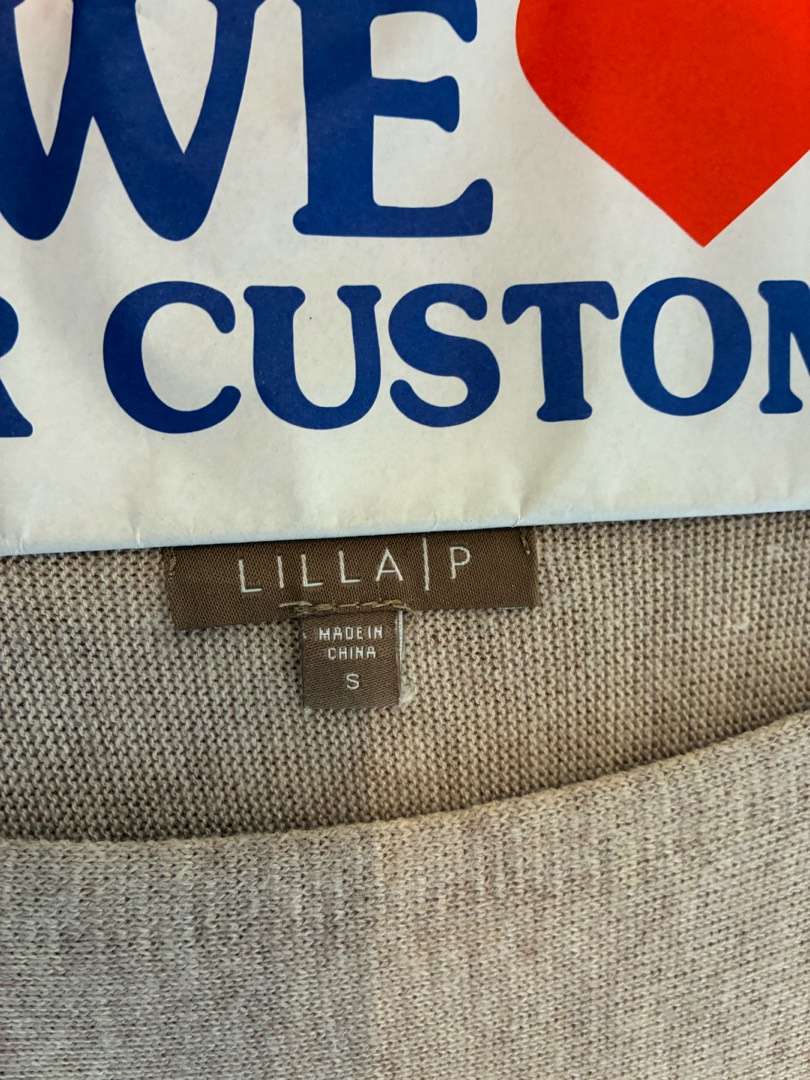 WE ❤
R CUSTOM
LILLA|P
MADE IN
CHINA
S